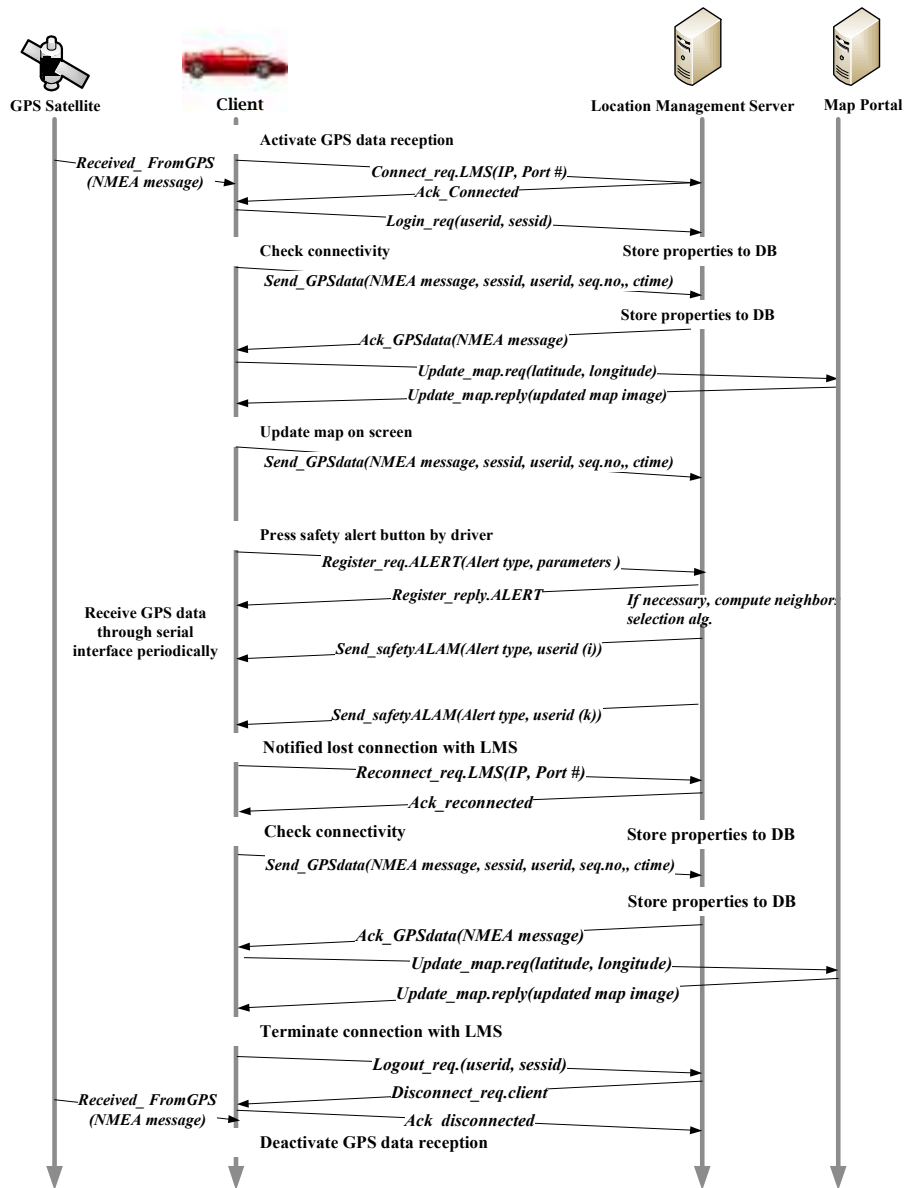 GPS Satellite
Client
Location Management Server
Map Portal
Activate GPS data reception
Received_ FromGPS
(NMEA message)
Connect_req.LMS(IP, Port #)
Ack_Connected
Login_req(userid, sessid)
Check connectivity
Store properties to DB
Send_GPSdata(NMEA message, sessid, userid, seq.no,, ctime)
Store properties to DB
Ack_GPSdata(NMEA message)
Update_map.req(latitude, longitude)
Update_map.reply(updated map image)
Update map on screen
Send_GPSdata(NMEA message, sessid, userid, seq.no,, ctime)
Press safety alert button by driver
Register_req.ALERT(Alert type, parameters )
Register_reply.ALERT
If necessary, compute neighbors
selection alg.
Receive GPS data
through serial
interface periodically
Send_safetyALAM(Alert type, userid (i))
Send_safetyALAM(Alert type, userid (k))
Notified lost connection with LMS
Reconnect_req.LMS(IP, Port #)
Ack_reconnected
Check connectivity
Store properties to DB
Send_GPSdata(NMEA message, sessid, userid, seq.no,, ctime)
Store properties to DB
Ack_GPSdata(NMEA message)
Update_map.req(latitude, longitude)
Update_map.reply(updated map image)
Terminate connection with LMS
Logout_req.(userid, sessid)
Disconnect_req.client
Received_ FromGPS
(NMEA message)
Ack_disconnected
Deactivate GPS data reception